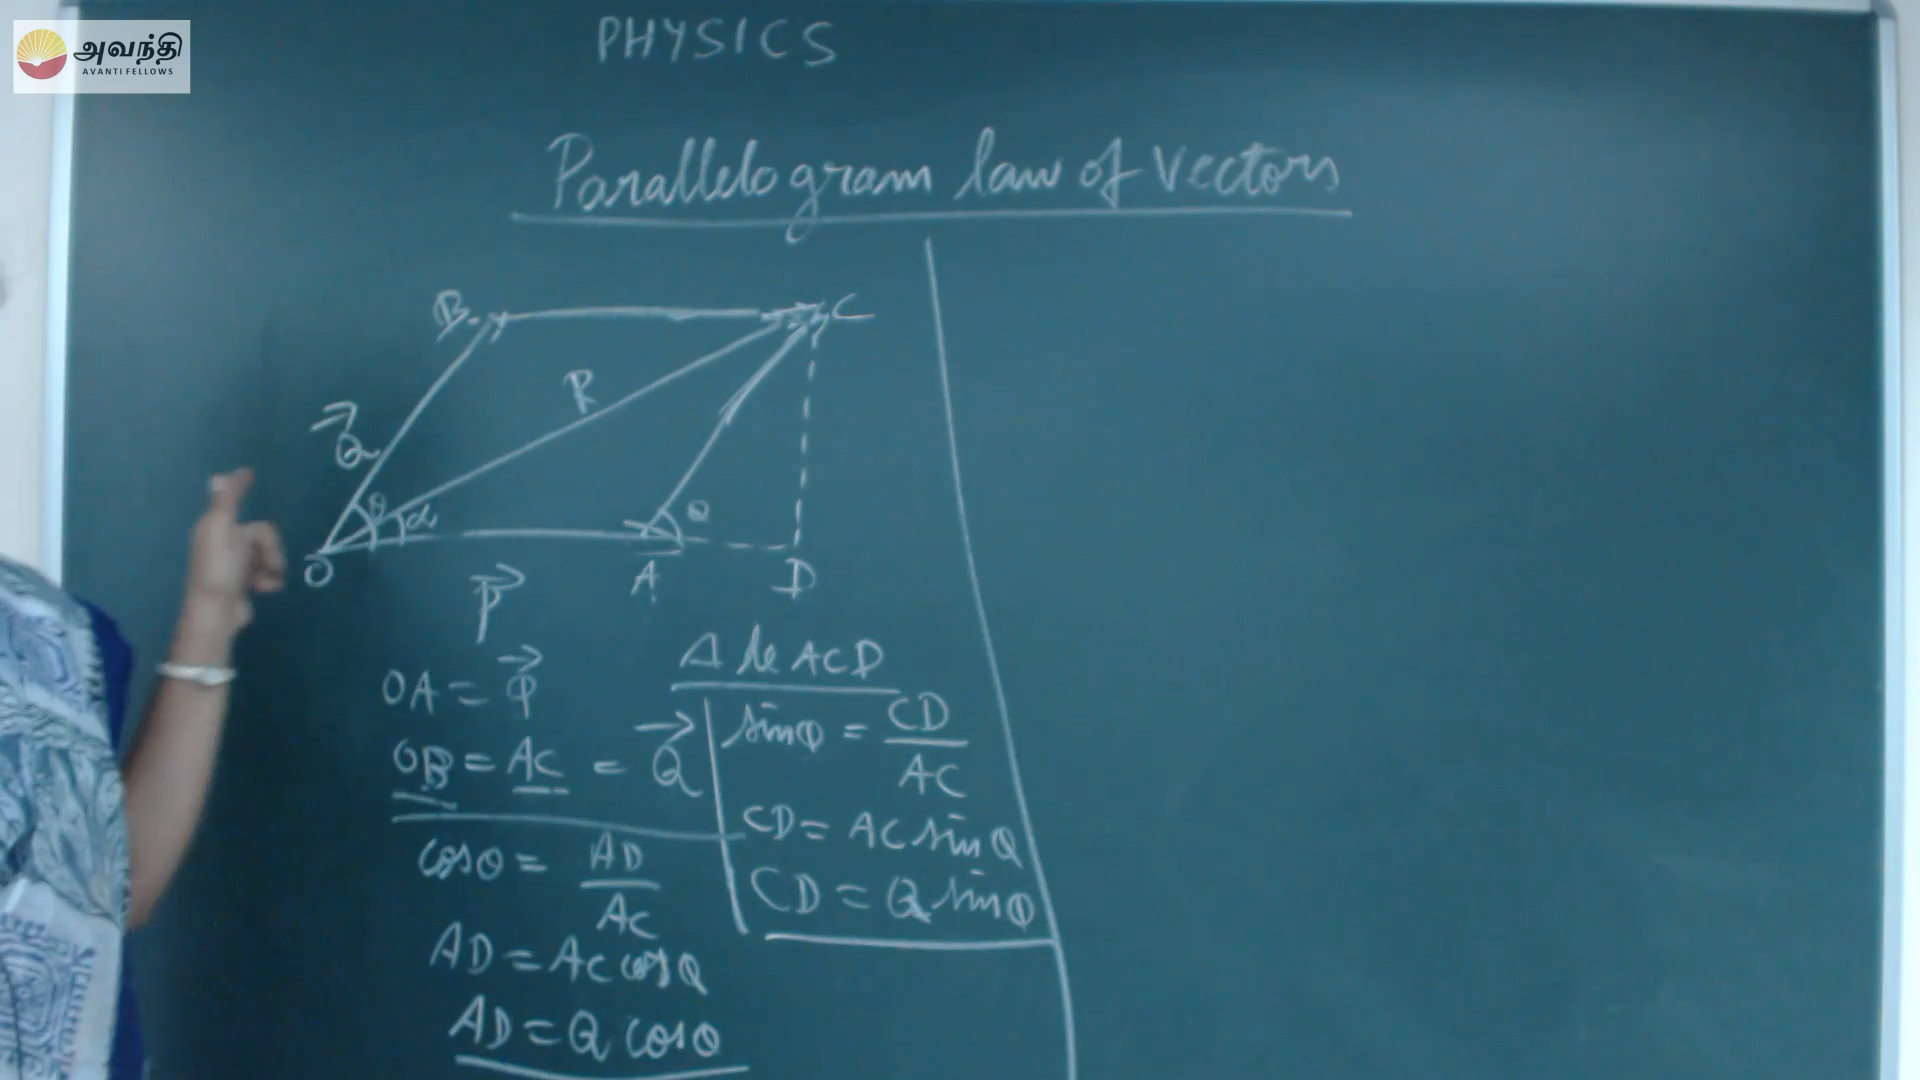 அவந்தி
AVANTI FELLOWS
PHYSICS
Parallelogram law of vectors
B
C
R
Q
θ
α
θ
O
A
D
P
OA = P
OB = AC = Q
cosθ = AD
AC
AD = AC cosθ
AD = Q cosθ
Δ le ACD
sinθ = CD
AC
CD = AC sinθ
CD = Q sinθ